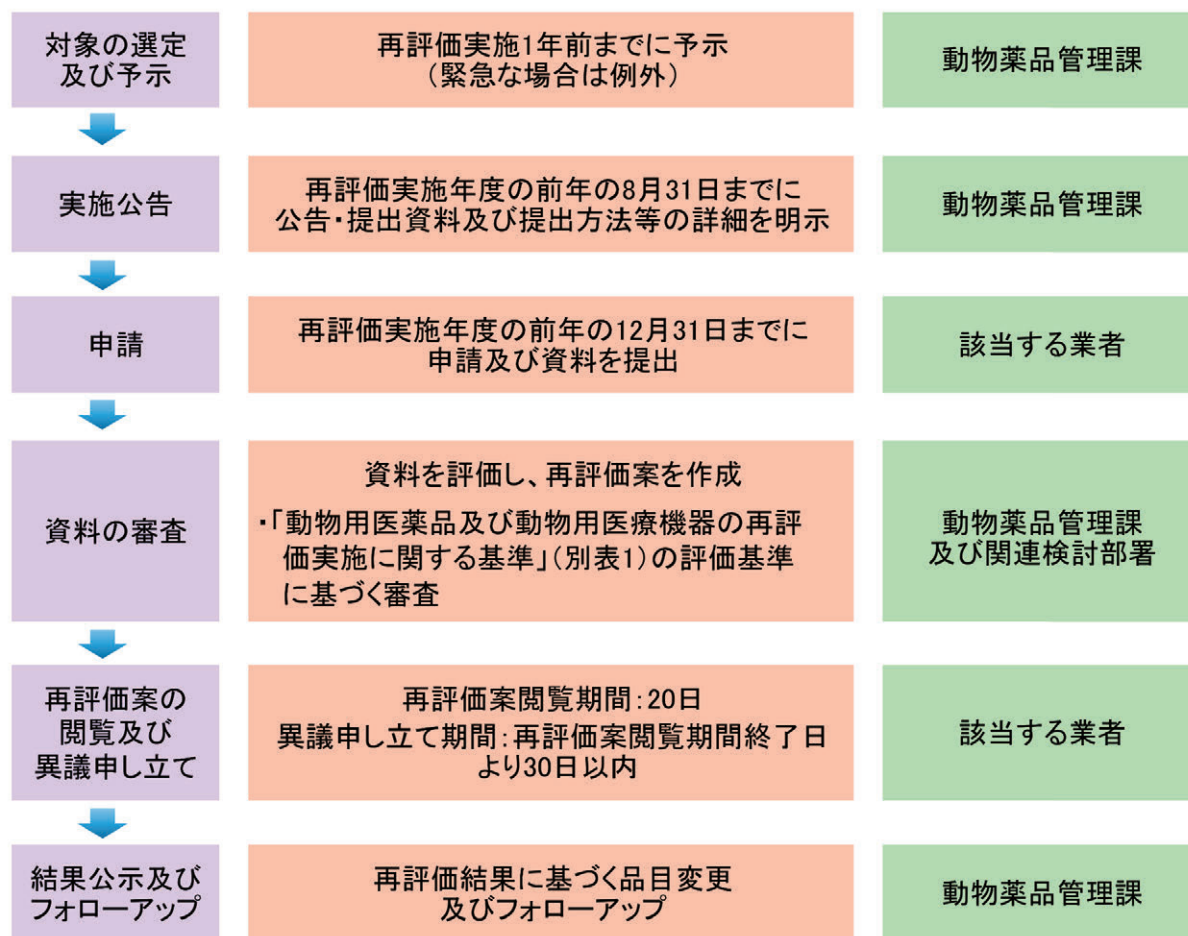 対象の選定
及び予示
再評価実施1年前までに予示
(緊急な場合は例外)
動物薬品管理課
実施公告
再評価実施年度の前年の8月31日までに
公告・提出資料及び提出方法等の詳細を明示
動物薬品管理課
申請
再評価実施年度の前年の12月31日までに
申請及び資料を提出
該当する業者
資料の審査
資料を評価し、再評価案を作成
・「動物用医薬品及び動物用医療機器の再評
価実施に関する基準」(別表1)の評価基準
に基づく審査
動物薬品管理課
及び関連検討部署
再評価案の
閲覧及び
異議申し立て
再評価案閲覧期間:20日
異議申し立て期間:再評価案閲覧期間終了日
より30日以内
該当する業者
結果公示及び
フォローアップ
再評価結果に基づく品目変更
及びフォローアップ
動物薬品管理課